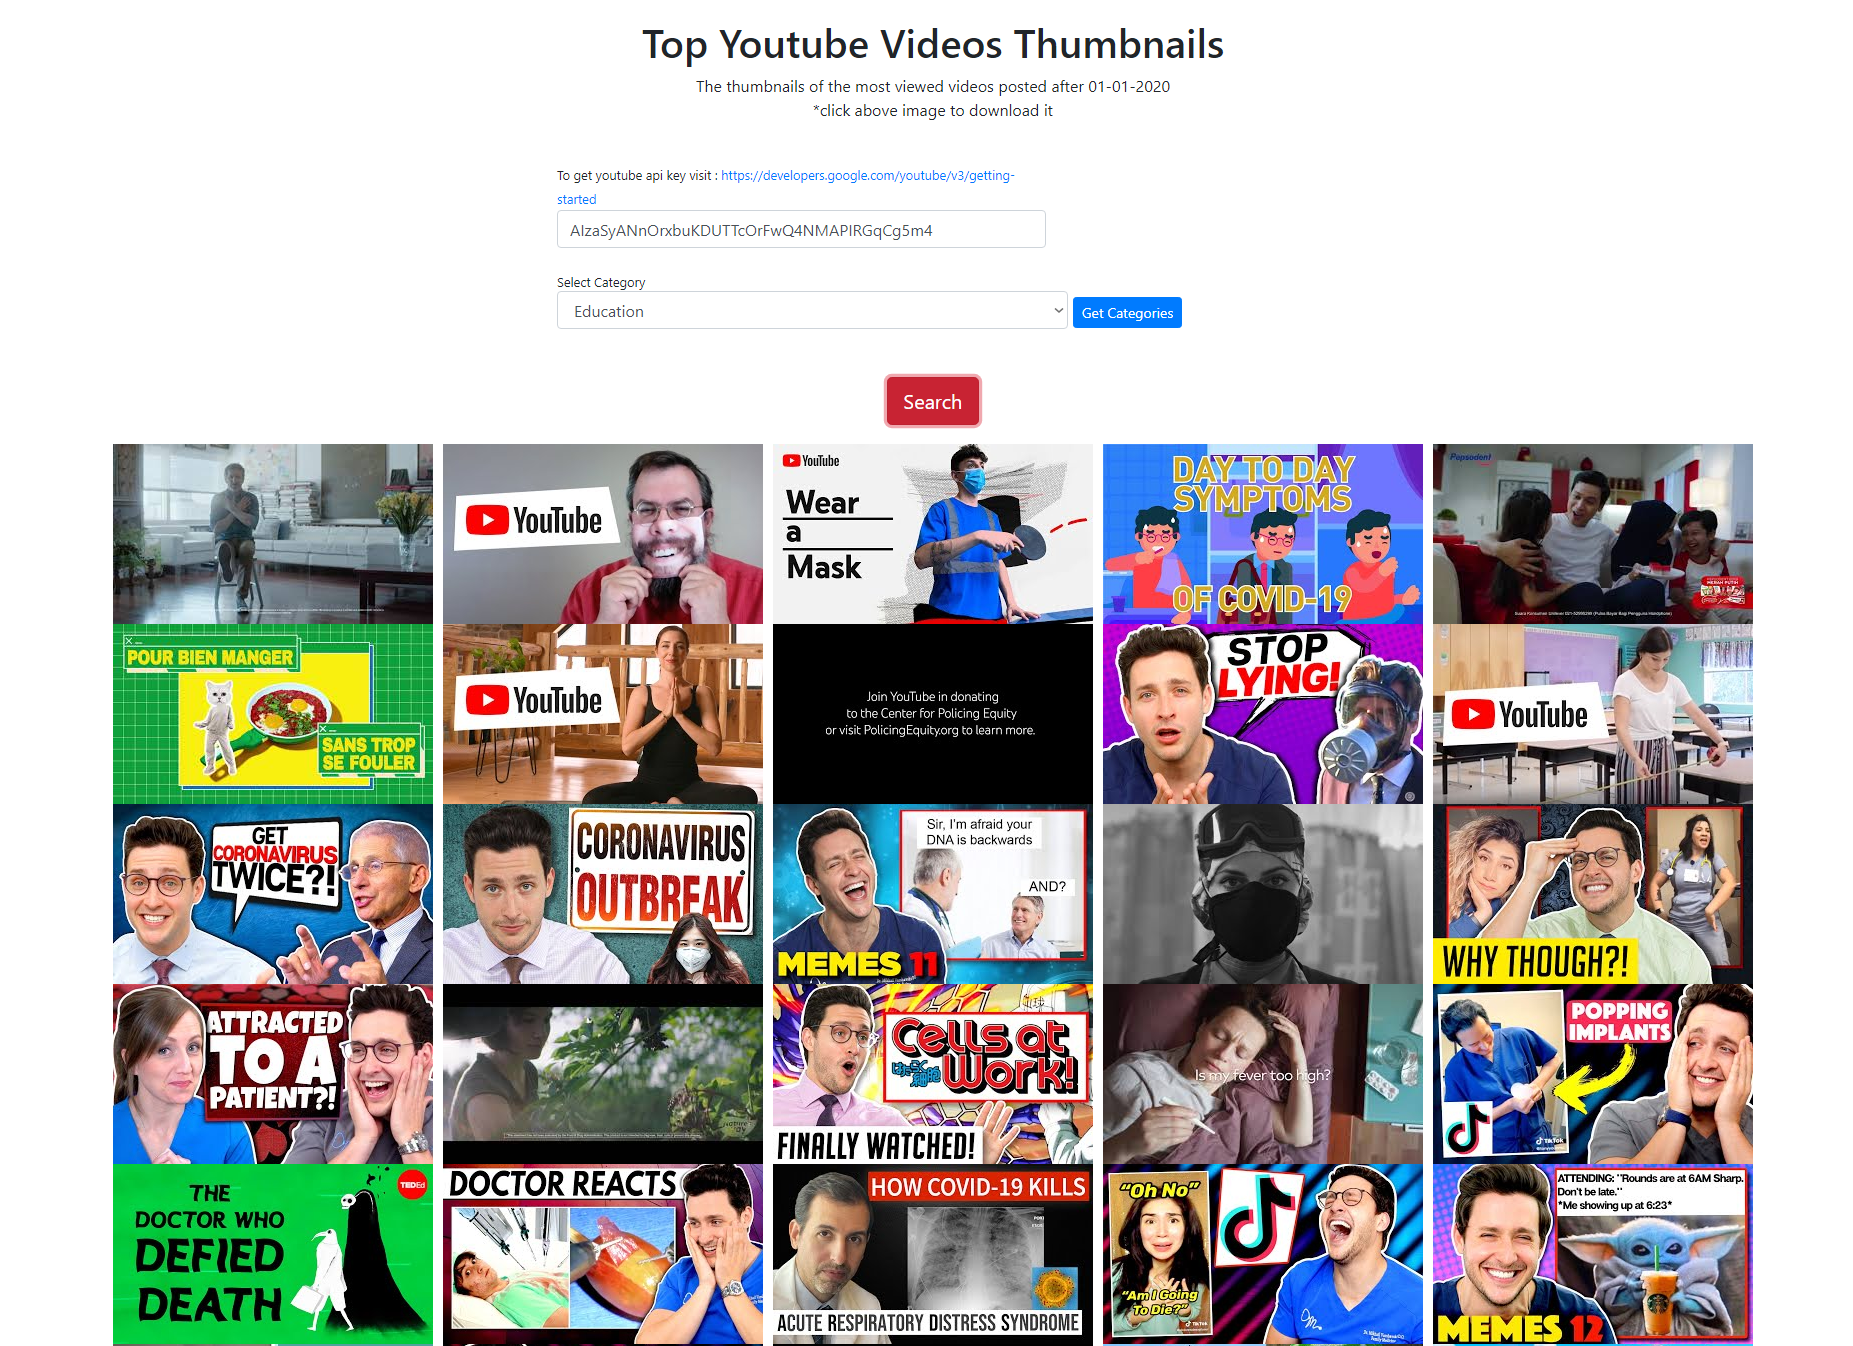 Top Youtube Videos Thumbnails
The thumbnails of the most viewed videos posted after 01-01-2020
*click above image to download it
To get youtube api key visit : https://developers.google.com/youtube/v3/getting-
started
AIzaSyANnOrxbuKDUTTcOrFwQ4NMAPIRGqCg5m4
Select Category
Education
Get Categories
Search
YouTube
YouTube
Wear
a
Mask
DAY TO DAY
SYMPTOMS
OF COVID-19
Pepsodent
POUR BIEN MANGER
SANS TROP
SE FOULER
YouTube
Join YouTube in donating
to the Center for Policing Equity
or visit PolicingEquity.org to learn more.
STOP
LYING!
YouTube
GET
CORONAVIRUS
TWICE?!
CORONAVIRUS
OUTBREAK
Sir, I'm afraid your
DNA is backwards
AND?
MEMES 11
WHY THOUGH?!
ATTRACTED
TO A
PATIENT?!
Cells at
Work!
FINALLY WATCHED!
Is my fever too high?
POPPING
IMPLANTS
TikTok
TEDEd
THE
DOCTOR WHO
DEFIED
DEATH
DOCTOR REACTS
HOW COVID-19 KILLS
ACUTE RESPIRATORY DISTRESS SYNDROME
"Oh No"
"Am I Going
To Die?"
TikTok
ATTENDING: "Rounds are at 6AM Sharp.
Don't be late."
*Me showing up at 6:23*
MEMES 12